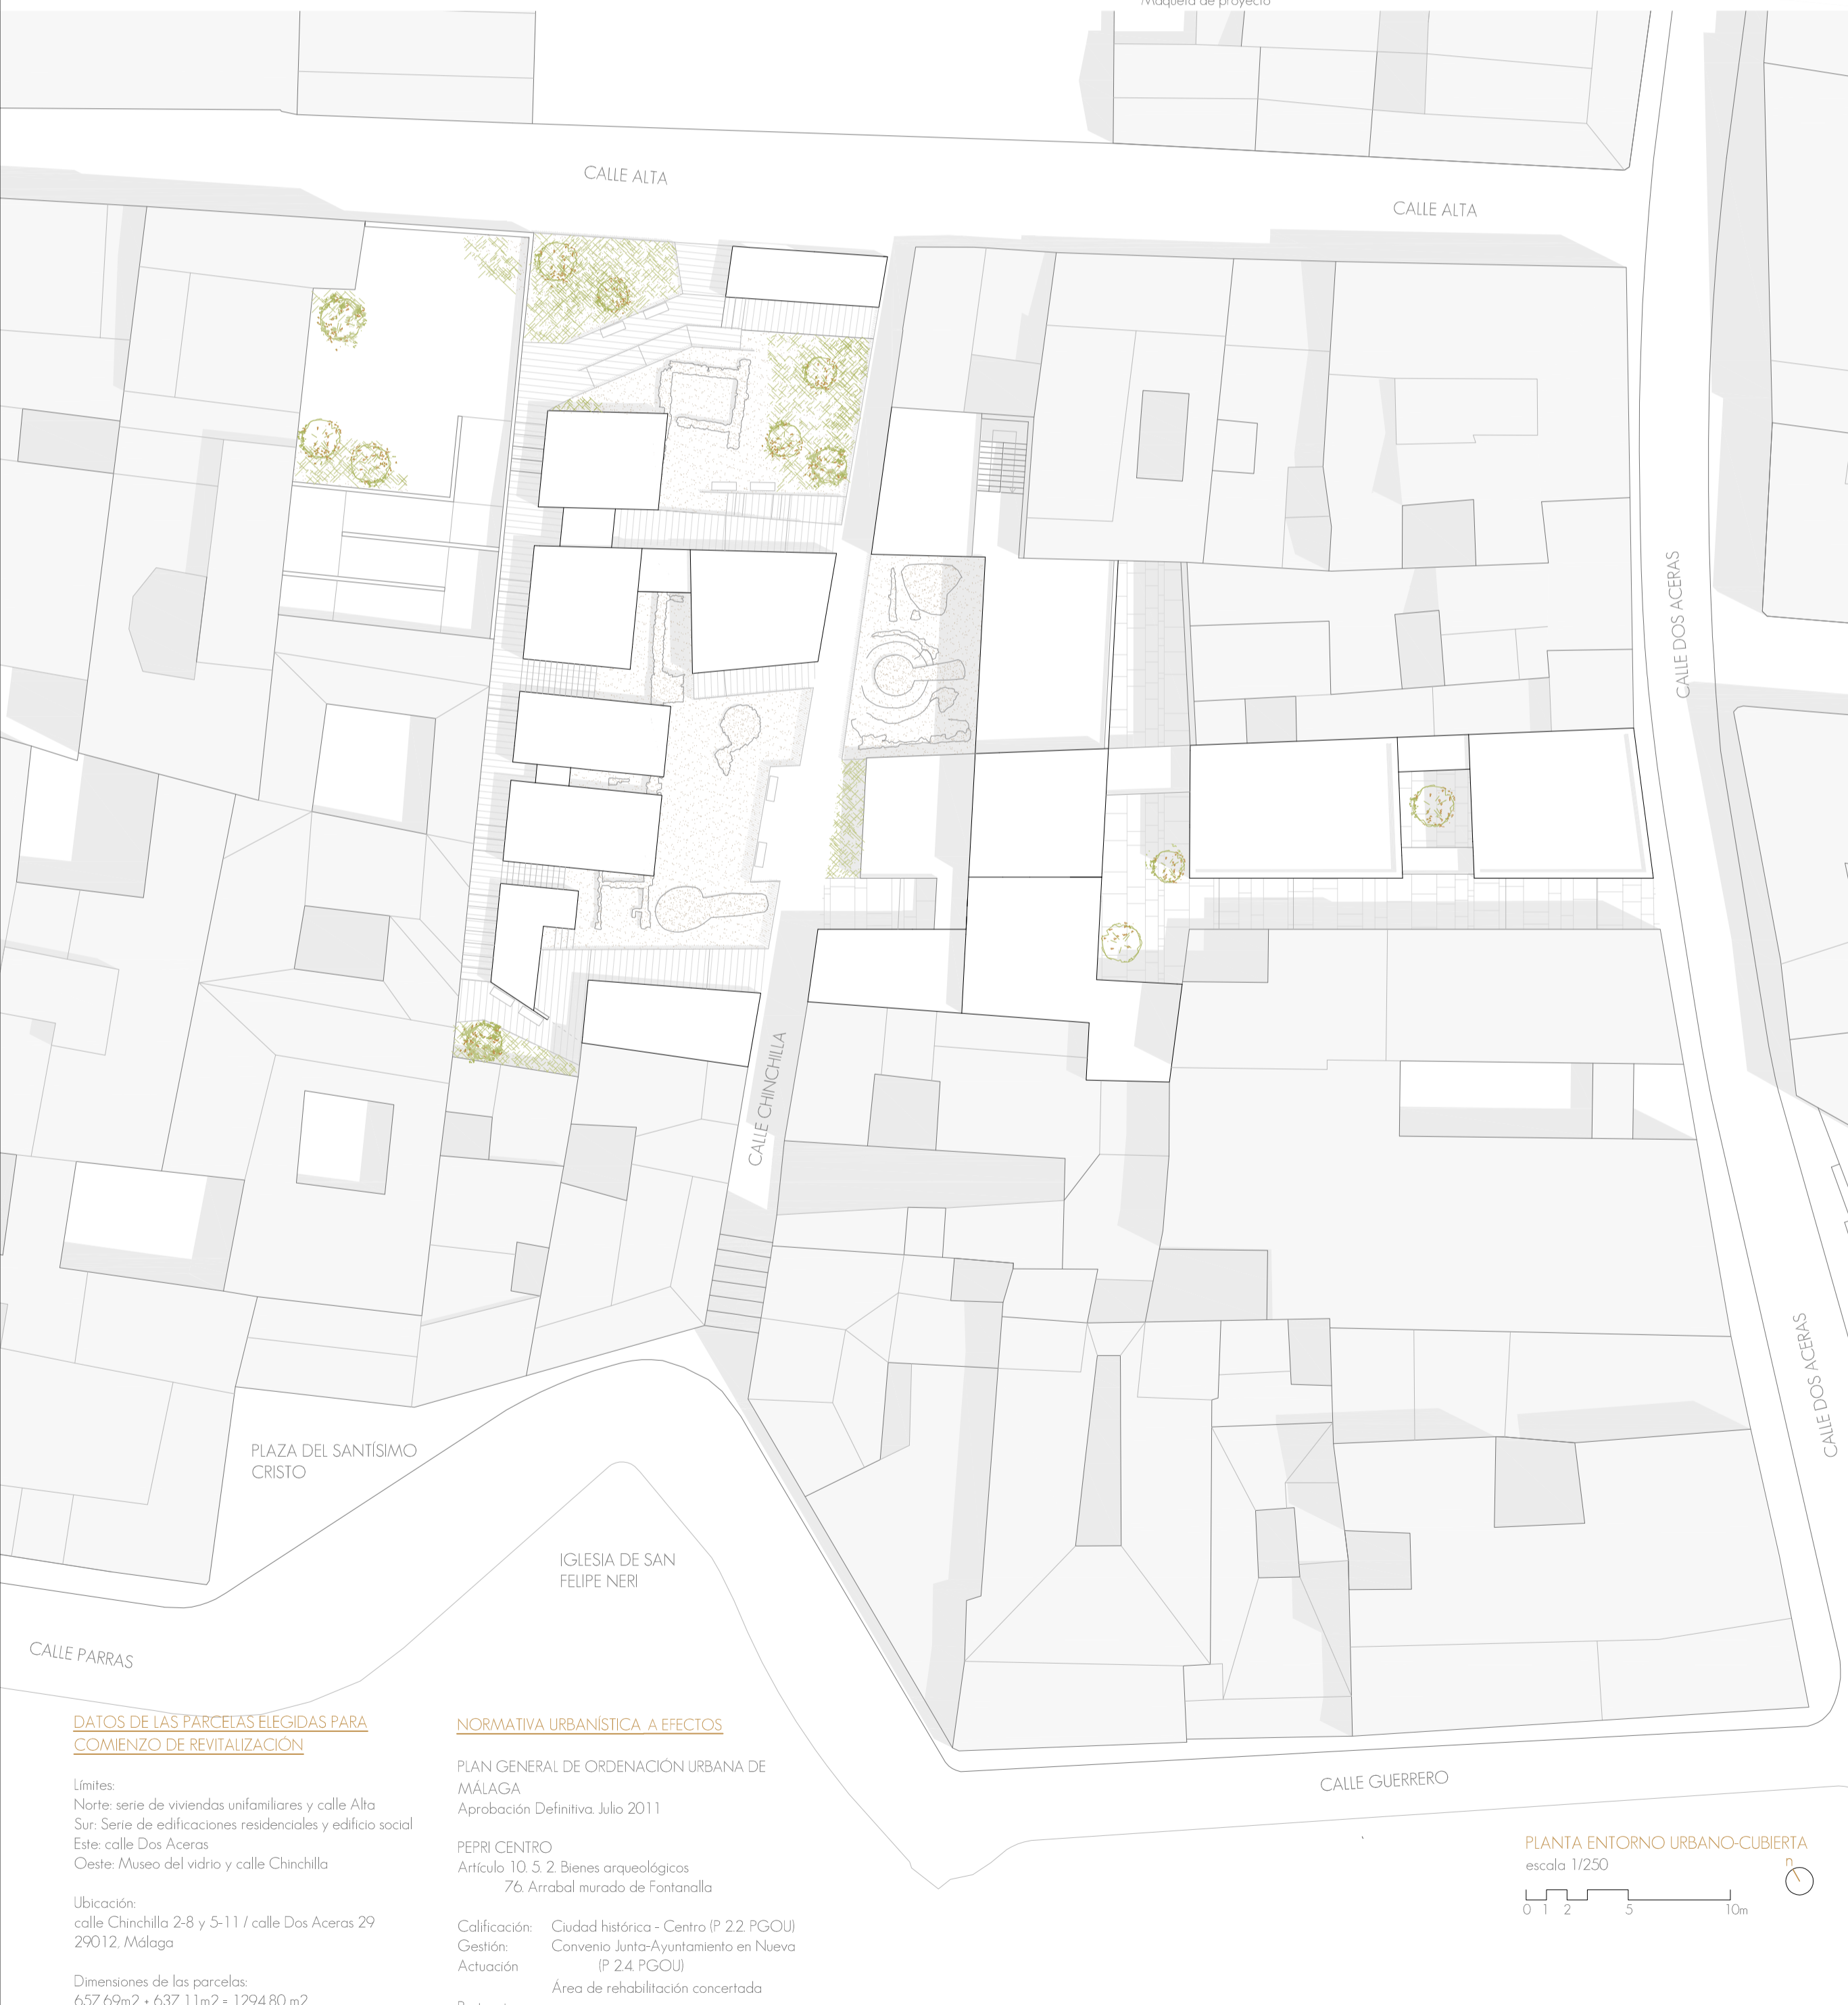 Maqueta de proyecto
CALLE ALTA
CALLE ALTA
CALLE DOS ACERAS
CALLE CHINCHILLA
CALLE DOS ACERAS
PLAZA DEL SANTÍSIMO
CRISTO
IGLESIA DE SAN
FELIPE NERI
CALLE PARRAS
CALLE GUERRERO
DATOS DE LAS PARCELAS ELEGIDAS PARA
COMIENZO DE REVITALIZACIÓN
Límites:
Norte: serie de viviendas unifamiliares y calle Alta
Sur: Serie de edificaciones residenciales y edificio social
Este: calle Dos Aceras
Oeste: Museo del vidrio y calle Chinchilla
Ubicación:
calle Chinchilla 2-8 y 5-11 / calle Dos Aceras 29
29012, Málaga
Dimensiones de las parcelas:
657.69m2 + 637.11m2 = 1294.80 m2
NORMATIVA URBANÍSTICA A EFECTOS
PLAN GENERAL DE ORDENACIÓN URBANA DE
MÁLAGA
Aprobación Definitiva. Julio 2011
PEPRI CENTRO
Artículo 10. 5. 2. Bienes arqueológicos
76. Arrabal murado de Fontanalla
Calificación: Ciudad histórica - Centro (P 2.2. PGOU)
Gestión: Convenio Junta-Ayuntamiento en Nueva
Actuación (P 2.4. PGOU)
Área de rehabilitación concertada
PLANTA ENTORNO URBANO-CUBIERTA
escala 1/250
n
0 1 2 5 10m